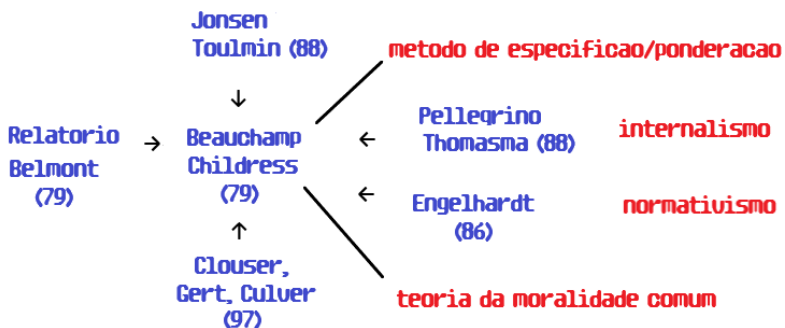 Jonsen
Toulmin (88)
metodo de especificao/ponderacao
Relatorio
Belmont
(79)
Beauchamp
Childress
(79)
Pellegrino
Thomasma (88)
internalismo
Engelhardt
(86)
normativismo
Clouser,
Gert, Culver
(97)
teoria da moralidade comum